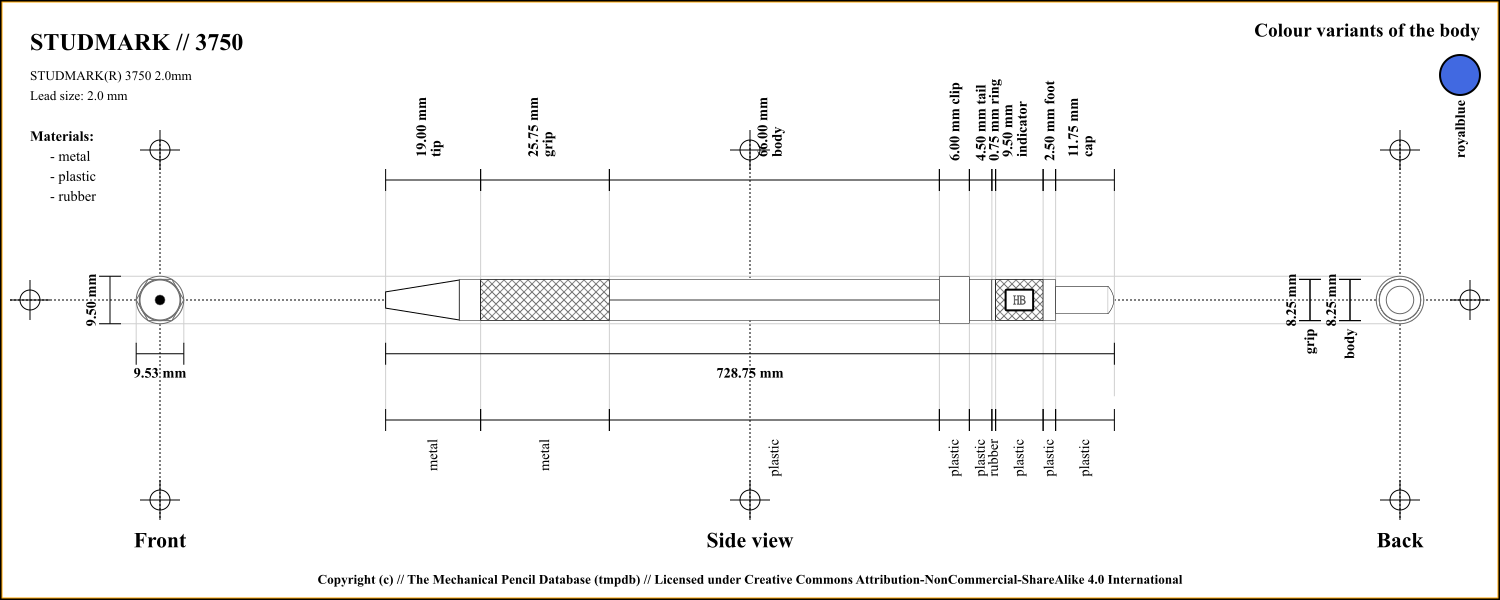 STUDMARK // 3750
Colour variants of the body
STUDMARK(R) 3750 2.0mm
Lead size: 2.0 mm
royalblue
Materials:
- metal
- plastic
- rubber
19.00 mm
tip
25.75 mm
grip
66.00 mm
body
6.00 mm clip
4.50 mm tail
0.75 mm ring
9.50 mm
indicator
2.50 mm foot
11.75 mm
cap
9.50 mm
HB
8.25 mm
grip
8.25 mm
body
9.53 mm
728.75 mm
metal
metal
plastic
plastic
plastic
rubber
plastic
plastic
plastic
Front
Side view
Back
Copyright (c) // The Mechanical Pencil Database (tmpdb) // Licensed under Creative Commons Attribution-NonCommercial-ShareAlike 4.0 International